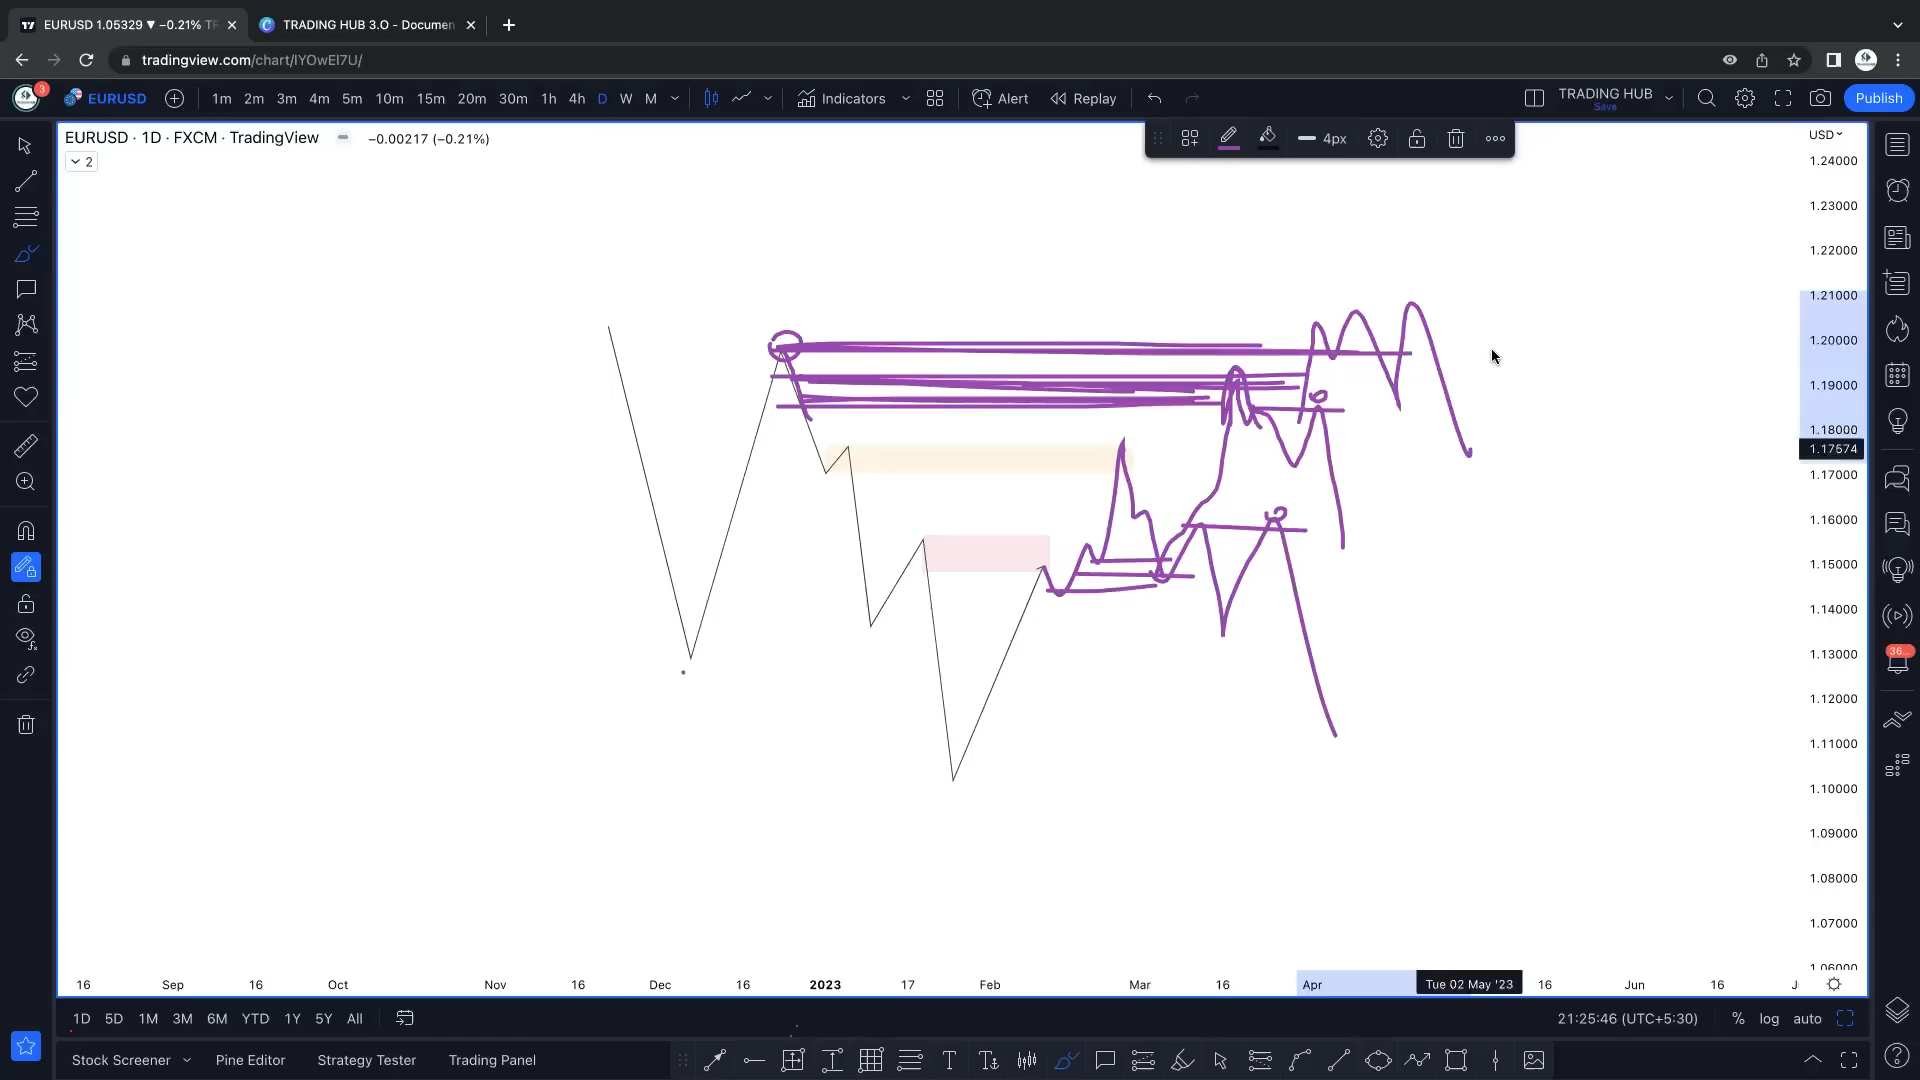 EURUSD 1.05329 ▼ −0.21%
TRADING HUB 3.O - Documen
tradingview.com/chart/lYOwEl7U/
3
EURUSD 1m 2m 3m 4m 5m 10m 15m 20m 30m 1h 4h D W M Indicators Alert Replay TRADING HUB Save Publish
EURUSD · 1D · FXCM · TradingView −0.00217 (−0.21%)
2
4px
USD
1.24000
1.23000
1.22000
1.21000
1.20000
1.19000
1.18000
1.17574
1.17000
1.16000
1.15000
1.14000
1.13000
1.12000
1.11000
1.10000
1.09000
1.08000
1.07000
1.06000
36...
16 Sep 16 Oct Nov 16 Dec 16 2023 17 Feb Mar 16 Apr Tue 02 May '23 16 Jun 16
1D 5D 1M 3M 6M YTD 1Y 5Y All 21:25:46 (UTC+5:30) % log auto
Stock Screener Pine Editor Strategy Tester Trading Panel